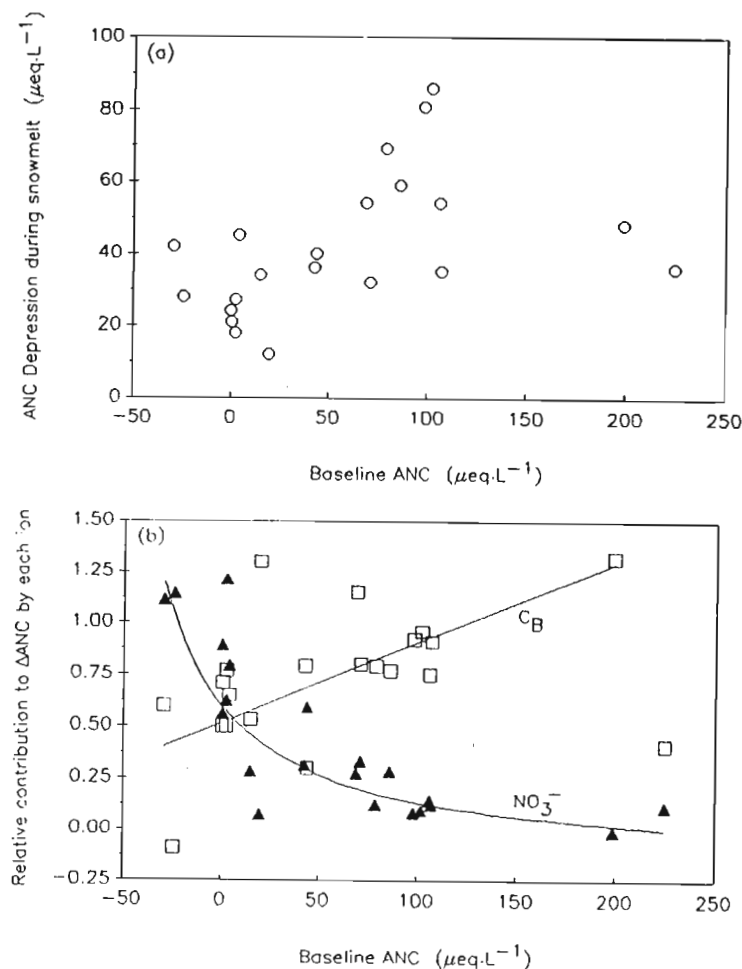 (a)
ANC Depression during snowmelt (μeq.L⁻¹)
100
80
60
40
20
0
−50 0 50 100 150 200 250
Baseline ANC (μeq.L⁻¹)
(b)
Relative contribution to ΔANC by each
1.50
1.25
1.00
0.75
0.50
0.25
0.00
−0.25
C_B
NO₃⁻
−50 0 50 100 150 200 250
Baseline ANC (μeq.L⁻¹)